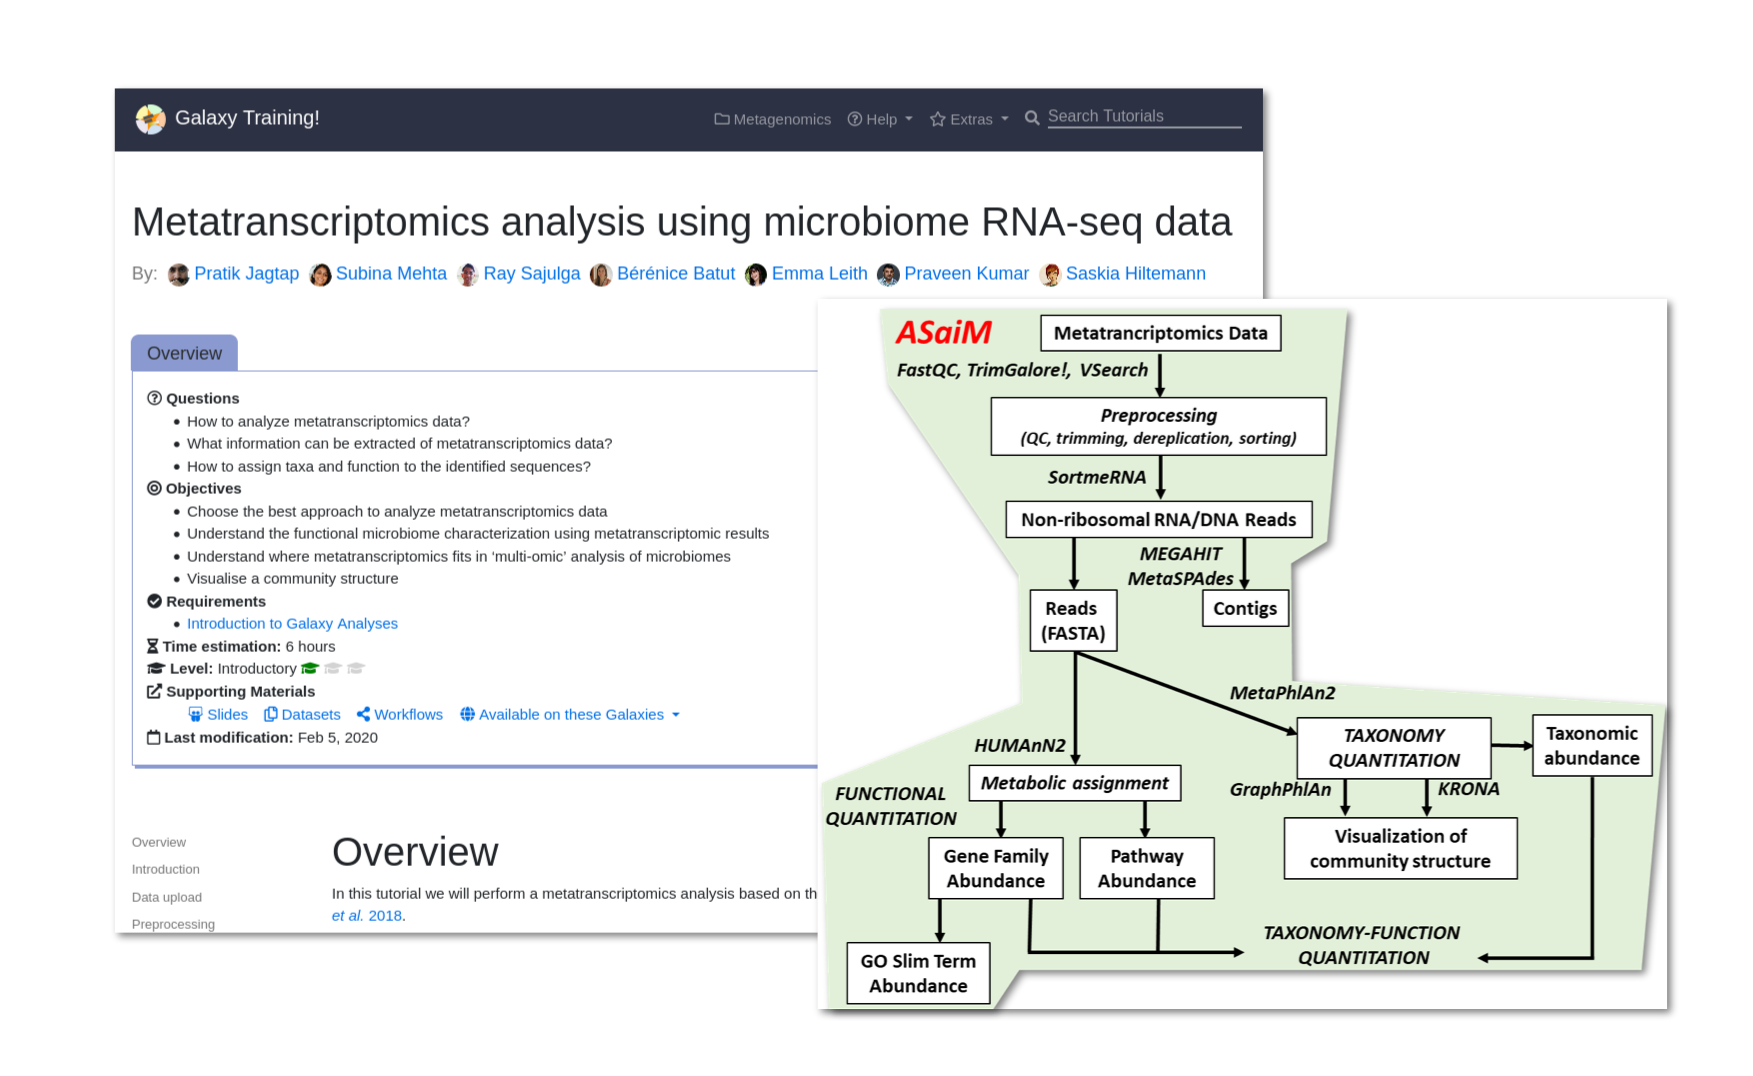 Galaxy Training!
Metagenomics Help Extras Search Tutorials
Metatranscriptomics analysis using microbiome RNA-seq data
By: Pratik Jagtap Subina Mehta Ray Sajulga Bérénice Batut Emma Leith Praveen Kumar Saskia Hiltemann
Overview
Questions
• How to analyze metatranscriptomics data?
• What information can be extracted of metatranscriptomics data?
• How to assign taxa and function to the identified sequences?
Objectives
• Choose the best approach to analyze metatranscriptomics data
• Understand the functional microbiome characterization using metatranscriptomic results
• Understand where metatranscriptomics fits in ‘multi-omic’ analysis of microbiomes
• Visualise a community structure
Requirements
• Introduction to Galaxy Analyses
Time estimation: 6 hours
Level: Introductory
Supporting Materials
Slides Datasets Workflows Available on these Galaxies
Last modification: Feb 5, 2020
Overview
Introduction
Data upload
Preprocessing
Overview
In this tutorial we will perform a metatranscriptomics analysis based on th
et al. 2018.
ASaiM
Metatrancriptomics Data
FastQC, TrimGalore!, VSearch
Preprocessing
(QC, trimming, dereplication, sorting)
SortmeRNA
Non-ribosomal RNA/DNA Reads
MEGAHIT
MetaSPAdes
Reads
(FASTA)
Contigs
MetaPhlAn2
HUMAnN2
TAXONOMY
QUANTITATION
Taxonomic
abundance
Metabolic assignment
FUNCTIONAL
QUANTITATION
GraphPhlAn
KRONA
Gene Family
Abundance
Pathway
Abundance
Visualization of
community structure
GO Slim Term
Abundance
TAXONOMY-FUNCTION
QUANTITATION